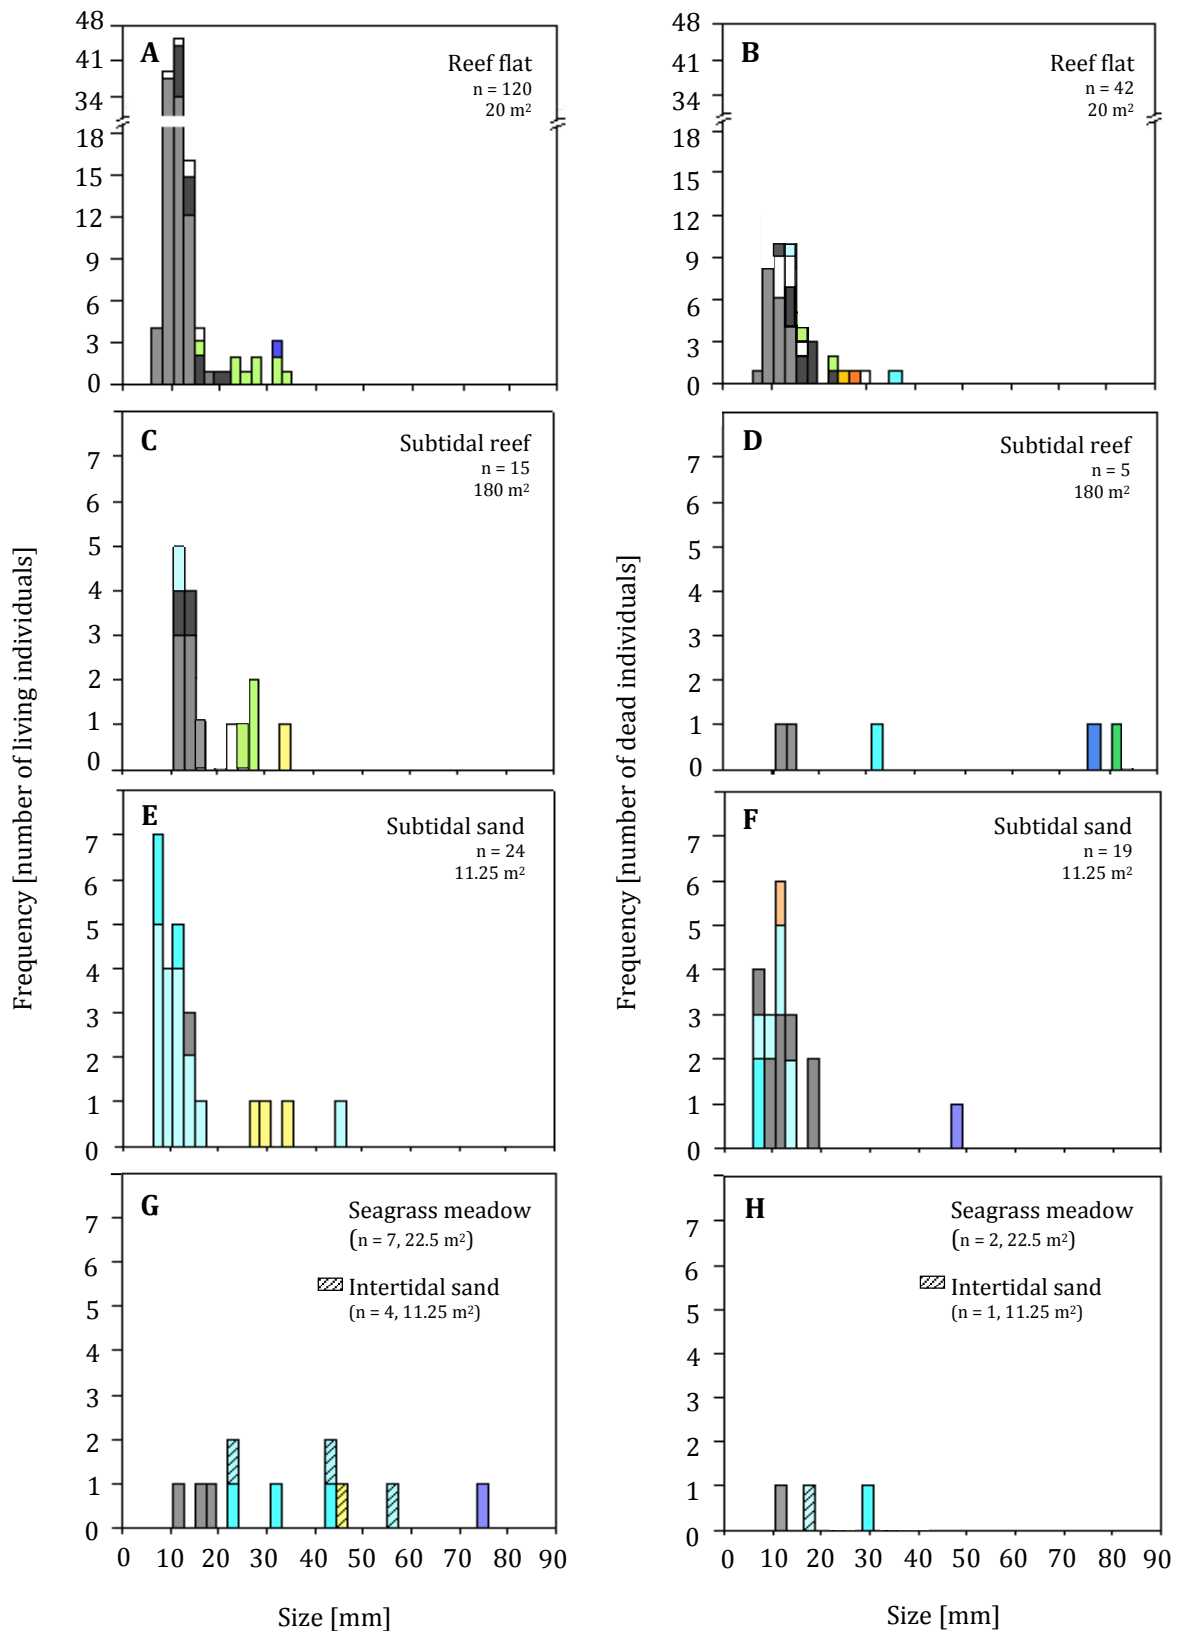 48
41
34
18
15
12
9
6
3
0
A
Reef flat
n = 120
20 m²
48
41
34
18
15
12
9
6
3
0
B
Reef flat
n = 42
20 m²
7
6
5
4
3
2
1
0
C
Subtidal reef
n = 15
180 m²
7
6
5
4
3
2
1
0
D
Subtidal reef
n = 5
180 m²
Frequency [number of living individuals]
Frequency [number of dead individuals]
7
6
5
4
3
2
1
0
E
Subtidal sand
n = 24
11.25 m²
7
6
5
4
3
2
1
0
F
Subtidal sand
n = 19
11.25 m²
7
6
5
4
3
2
1
0
G
Seagrass meadow
(n = 7, 22.5 m²)
Intertidal sand
(n = 4, 11.25 m²)
0 10 20 30 40 50 60 70 80 90
Size [mm]
7
6
5
4
3
2
1
0
H
Seagrass meadow
(n = 2, 22.5 m²)
Intertidal sand
(n = 1, 11.25 m²)
0 10 20 30 40 50 60 70 80 90
Size [mm]